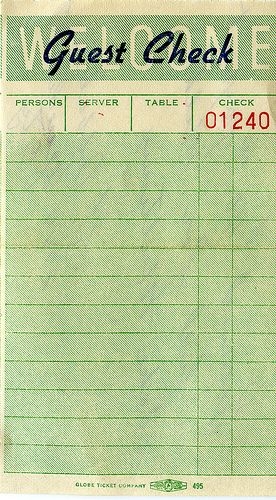 WELCOME
Guest Check
PERSONS SERVER TABLE CHECK
01240
GLOBE TICKET COMPANY 495